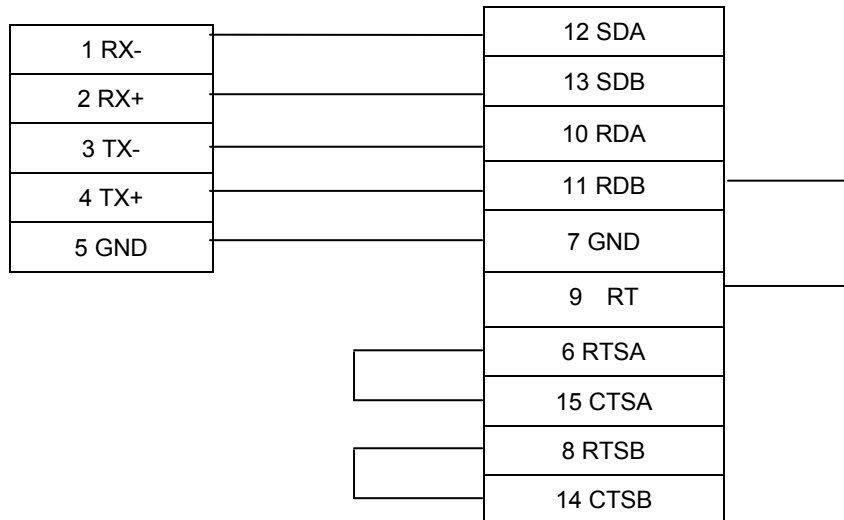 1 RX-
2 RX+
3 TX-
4 TX+
5 GND
12 SDA
13 SDB
10 RDA
11 RDB
7 GND
9 RT
6 RTSA
15 CTSA
8 RTSB
14 CTSB